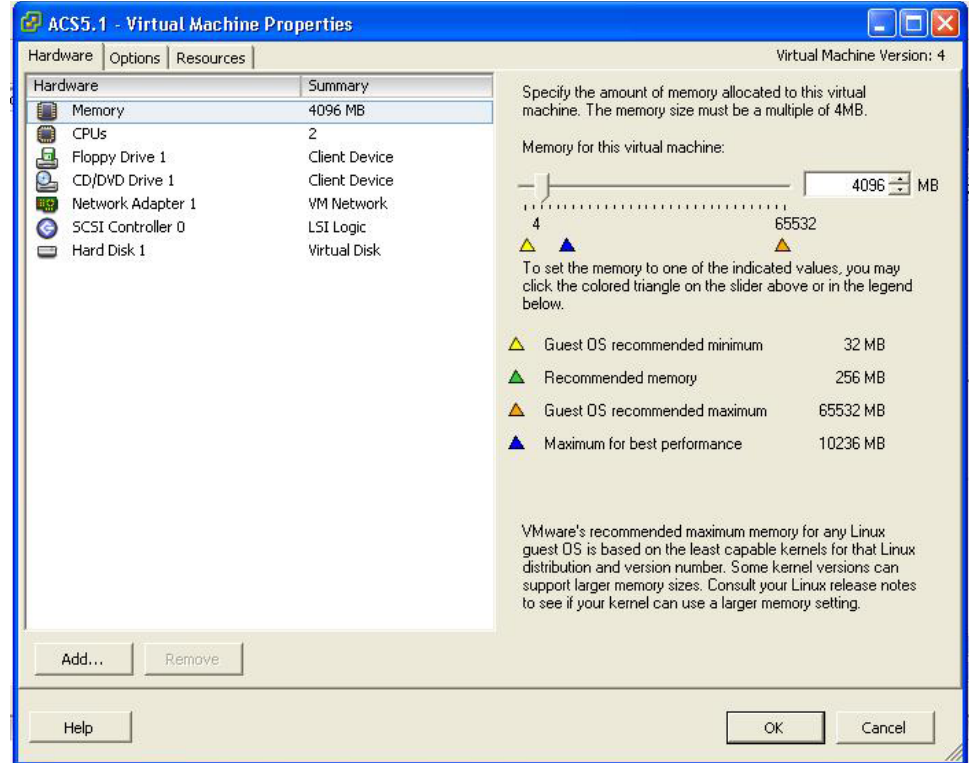 ACS5.1 - Virtual Machine Properties
Hardware Options Resources Virtual Machine Version: 4
Hardware Summary
Memory 4096 MB
CPUs 2
Floppy Drive 1 Client Device
CD/DVD Drive 1 Client Device
Network Adapter 1 VM Network
SCSI Controller 0 LSI Logic
Hard Disk 1 Virtual Disk
Specify the amount of memory allocated to this virtual
machine. The memory size must be a multiple of 4MB.
Memory for this virtual machine:
4096 MB
4 65532
To set the memory to one of the indicated values, you may
click the colored triangle on the slider above or in the legend
below.
Guest OS recommended minimum 32 MB
Recommended memory 256 MB
Guest OS recommended maximum 65532 MB
Maximum for best performance 10236 MB
VMware's recommended maximum memory for any Linux
guest OS is based on the least capable kernels for that Linux
distribution and version number. Some kernel versions can
support larger memory sizes. Consult your Linux release notes
to see if your kernel can use a larger memory setting.
Add... Remove
Help OK Cancel